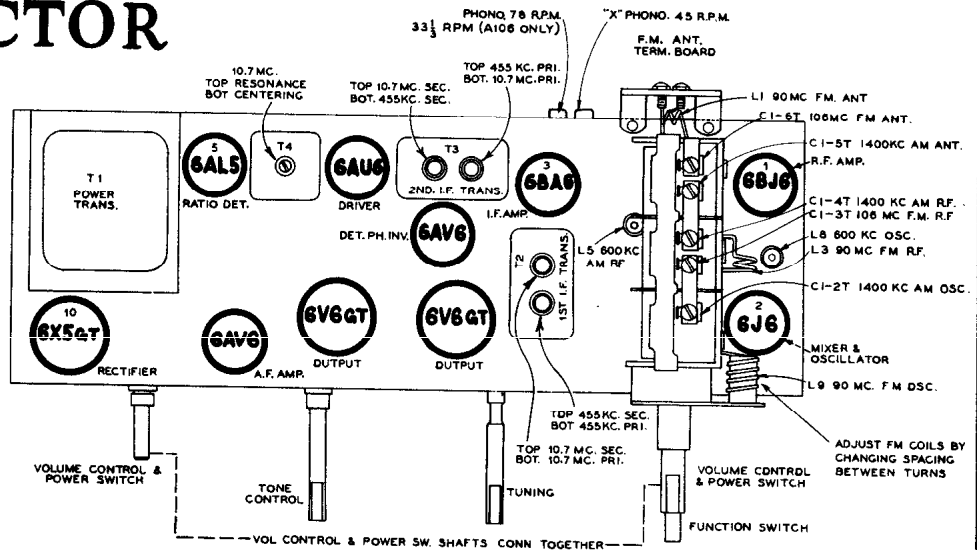 CTOR
PHONO, 78 R.P.M.
33⅓ RPM (A106 ONLY)
"X" PHONO. 45 R.P.M.
F.M. ANT.
TERM. BOARD
10.7 MC.
TOP RESONANCE
BOT CENTERING
TOP 10.7 MC. SEC.
BOT. 455KC. SEC.
TOP 455 KC. PRI.
BOT. 10.7 MC. PRI.
L1 90 MC FM. ANT
C1-6T 106MC FM ANT.
C1-5T 1400KC AM ANT.
R.F. AMP.
C1-4T 1400 KC AM R.F.
C1-3T 106 MC F.M. R.F
L8 600 KC OSC.
L3 90 MC FM RF.
C1-2T 1400 KC AM OSC.
T1
POWER
TRANS.
5
6AL5
RATIO DET.
T4
6AU6
DRIVER
T3
2ND. I.F. TRANS.
3
6BA6
I.F. AMP.
1
6BJ6
DET. PH. INV.
6AV6
T2
1ST I.F. TRANS.
L5 600 KC
AM RF
10
6X5GT
RECTIFIER
6AV6
A.F. AMP.
6V6GT
OUTPUT
6V6GT
OUTPUT
2
6J6
MIXER &
OSCILLATOR
L9 90 MC. FM OSC.
TOP 455KC. SEC.
BOT 455KC. PRI.
TOP 10.7 MC. SEC.
BOT. 10.7 MC. PRI.
ADJUST FM COILS BY
CHANGING SPACING
BETWEEN TURNS
VOLUME CONTROL &
POWER SWITCH
TONE
CONTROL
TUNING
VOLUME CONTROL
& POWER SWITCH
FUNCTION SWITCH
VOL CONTROL & POWER SW. SHAFTS CONN TOGETHER